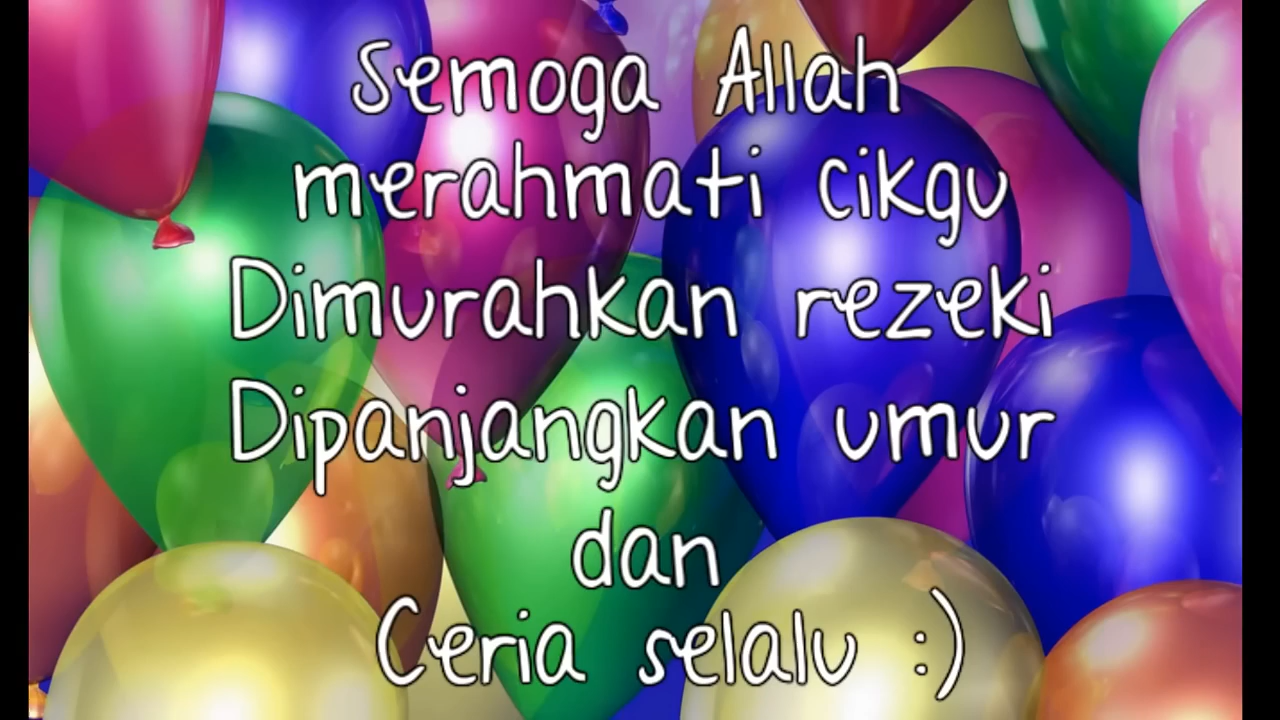 Semoga Allah
merahmati cikgu
Dimurahkan rezeki
Dipanjangkan umur
dan
Ceria selalu :)